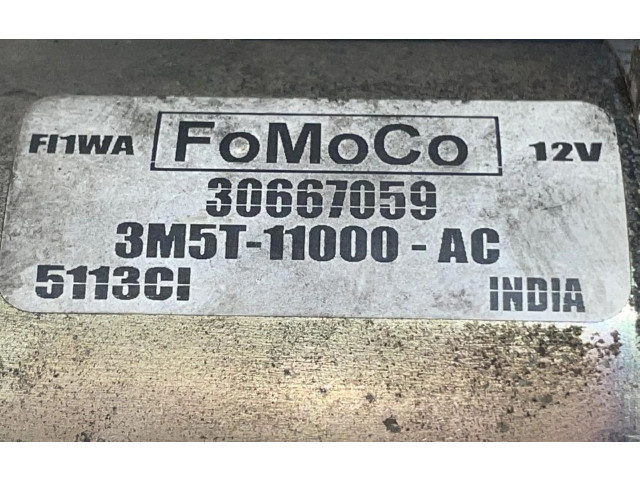 FI1WA FoMoCo 12V
30667059
3M5T-11000 - AC
5113CI INDIA